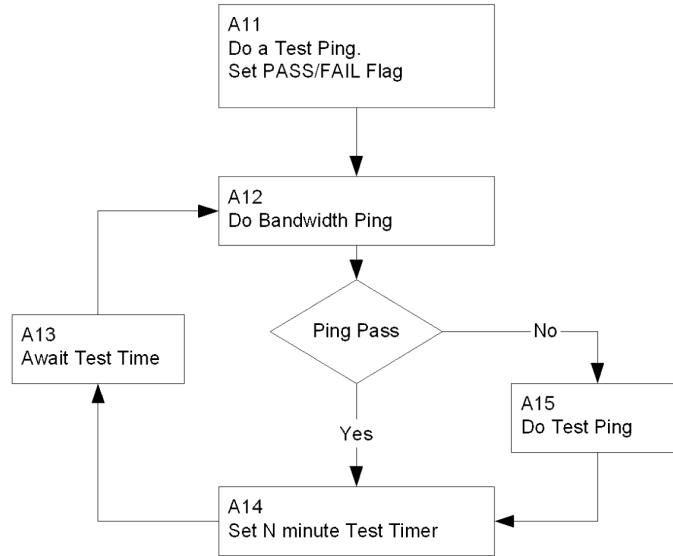 A11
Do a Test Ping.
Set PASS/FAIL Flag
A12
Do Bandwidth Ping
Ping Pass
No
A13
Await Test Time
A15
Do Test Ping
Yes
A14
Set N minute Test Timer